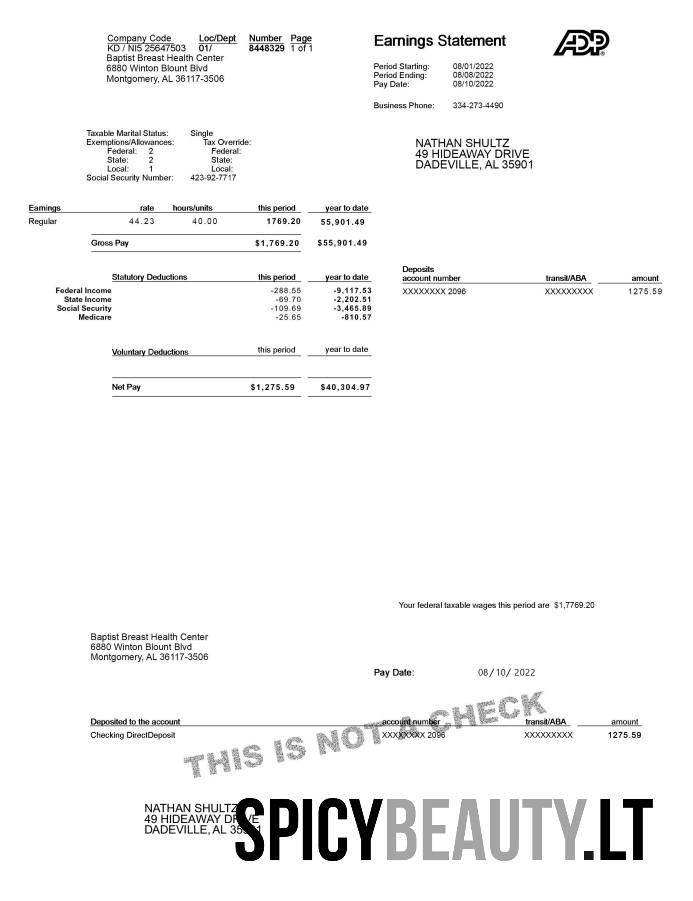 Company Code Loc/Dept Number Page
KD / NI5 25647503 01/ 8448329 1 of 1
Baptist Breast Health Center
6880 Winton Blount Blvd
Montgomery, AL 36117-3506
Earnings Statement
ADP
Period Starting: 08/01/2022
Period Ending: 08/08/2022
Pay Date: 08/10/2022
Business Phone: 334-273-4490
Taxable Marital Status: Single
Exemptions/Allowances: Tax Override:
Federal: 2 Federal:
State: 2 State:
Local: 1 Local:
Social Security Number: 423-92-7717
NATHAN SHULTZ
49 HIDEAWAY DRIVE
DADEVILLE, AL 35901
Earnings rate hours/units this period year to date
Regular 44.23 40.00 1769.20 55,901.49
Gross Pay $1,769.20 $55,901.49
Statutory Deductions this period year to date
Federal Income -288.55 -9,117.53
State Income -69.70 -2,202.51
Social Security -109.69 -3,465.89
Medicare -25.65 -810.57
Deposits
account number transit/ABA amount
XXXXXXXX 2096 XXXXXXXXX 1275.59
Voluntary Deductions this period year to date
Net Pay $1,275.59 $40,304.97
Your federal taxable wages this period are $1,7769.20
Baptist Breast Health Center
6880 Winton Blount Blvd
Montgomery, AL 36117-3506
Pay Date: 08/10/ 2022
THIS IS NOT A CHECK
Deposited to the account account number transit/ABA amount
Checking DirectDeposit XXXXXXXX 2096 XXXXXXXXX 1275.59
NATHAN SHULTZ
49 HIDEAWAY DRIVE
DADEVILLE, AL 35901
SPICYBEAUTY.LT